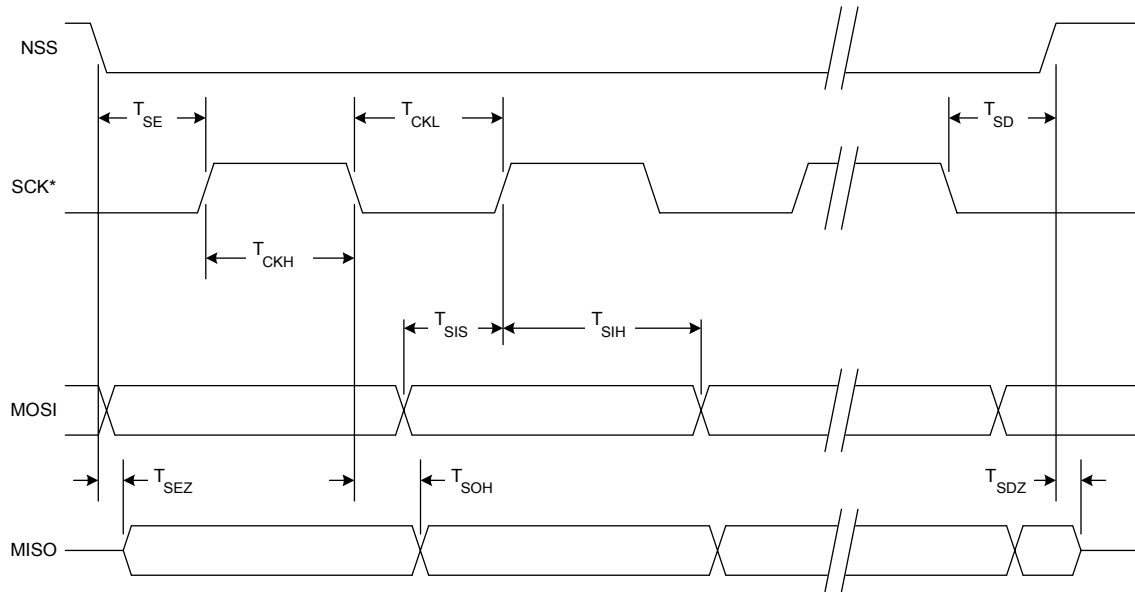 NSS
T SE
T CKL
T SD
SCK*
T CKH
T SIS
T SIH
MOSI
T SEZ
T SOH
T SDZ
MISO